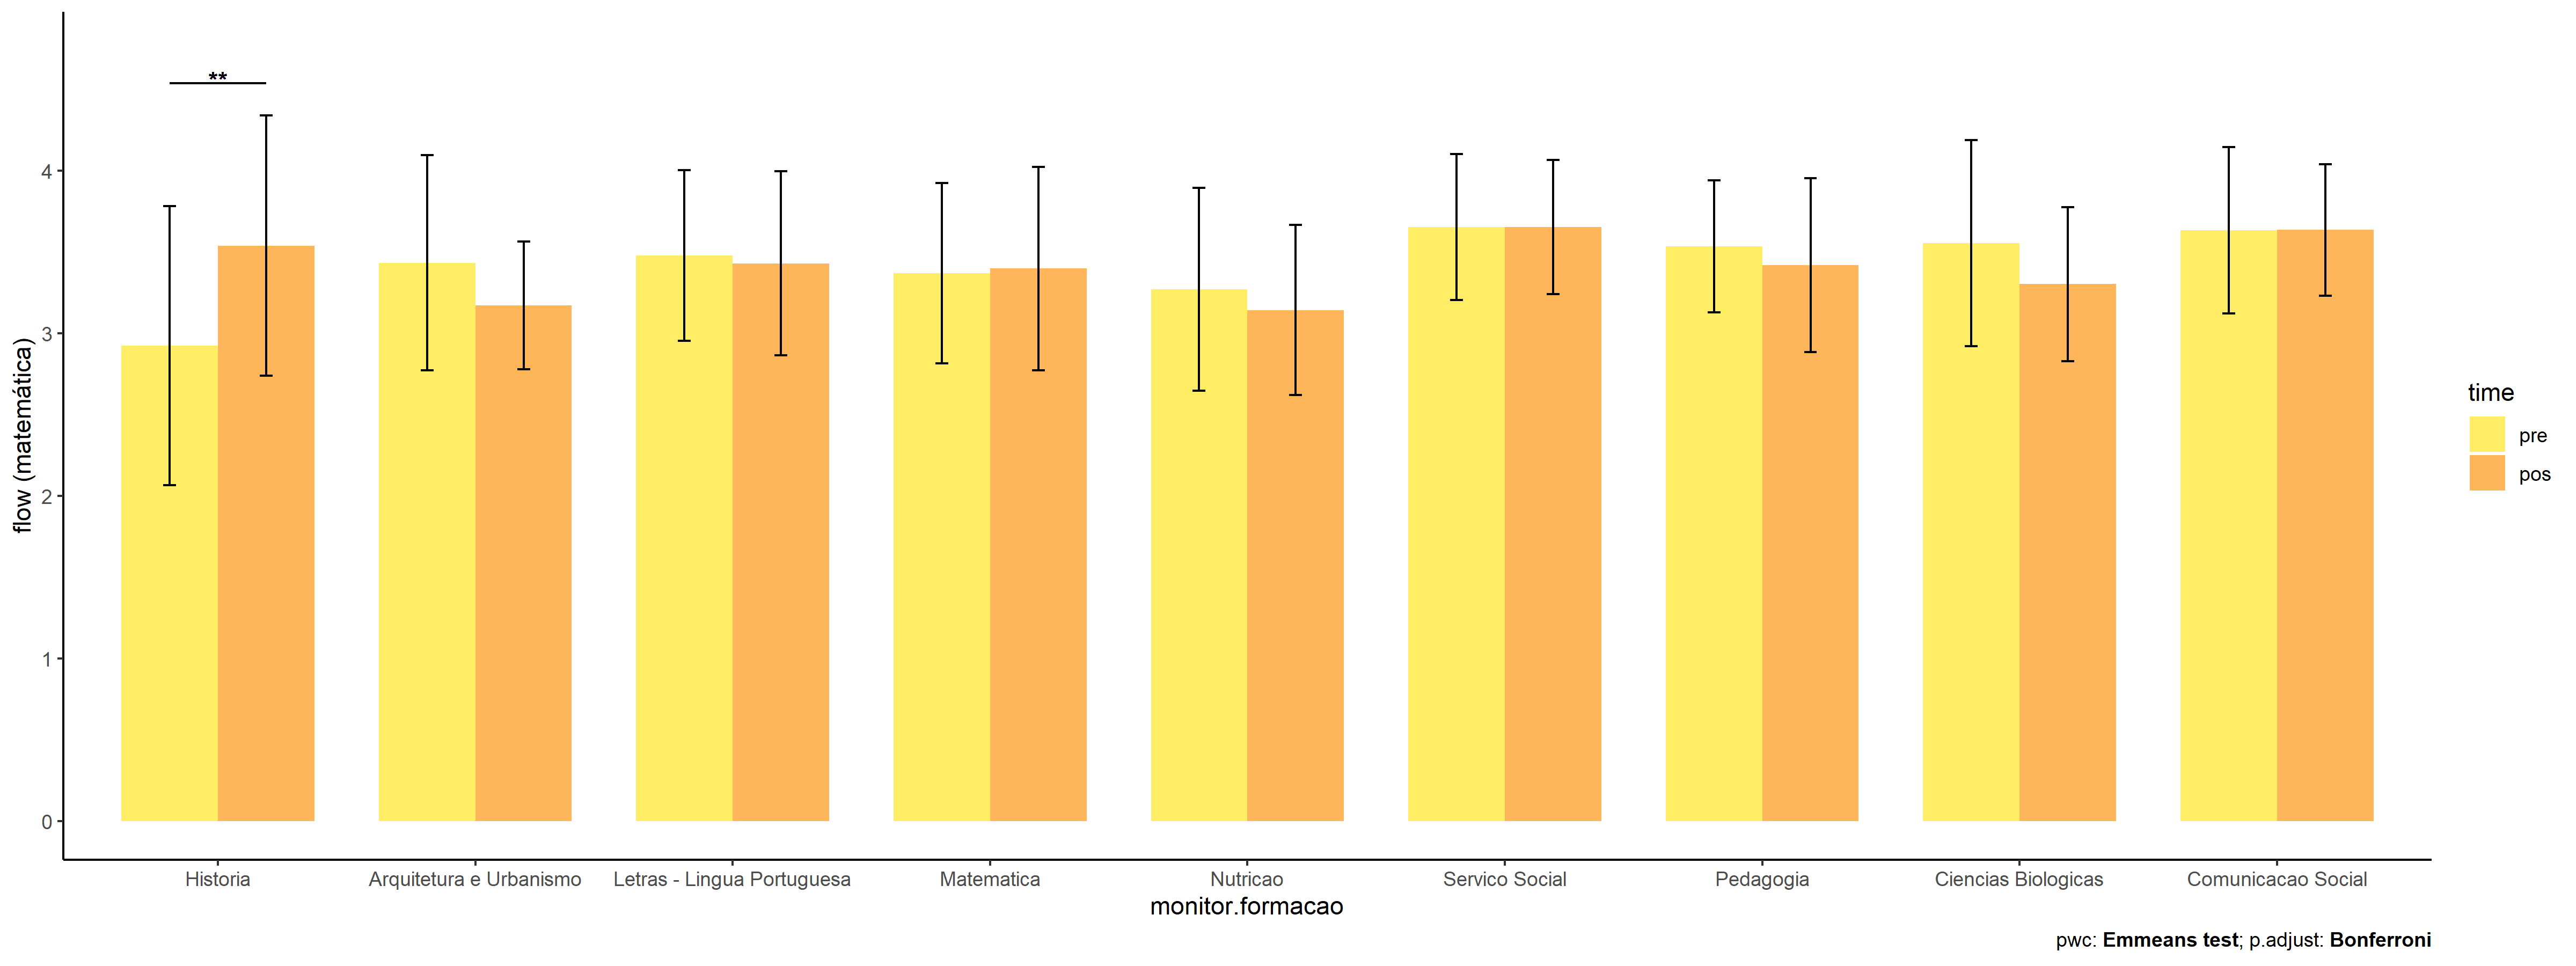 **
4
3
2
1
0
flow (matemática)
Historia
Arquitetura e Urbanismo
Letras - Lingua Portuguesa
Matematica
Nutricao
Servico Social
Pedagogia
Ciencias Biologicas
Comunicacao Social
monitor.formacao
time
pre
pos
pwc: Emmeans test; p.adjust: Bonferroni